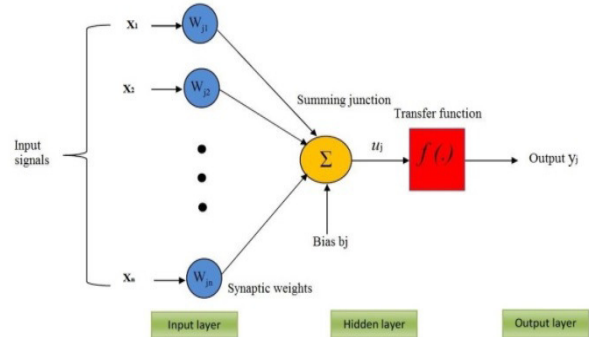 X1
Wj1
X2
Wj2
Summing junction
Transfer function
Input
signals
Σ
uj
f(.)
Output yj
Bias bj
Xn
Wjn
Synaptic weights
Input layer
Hidden layer
Output layer